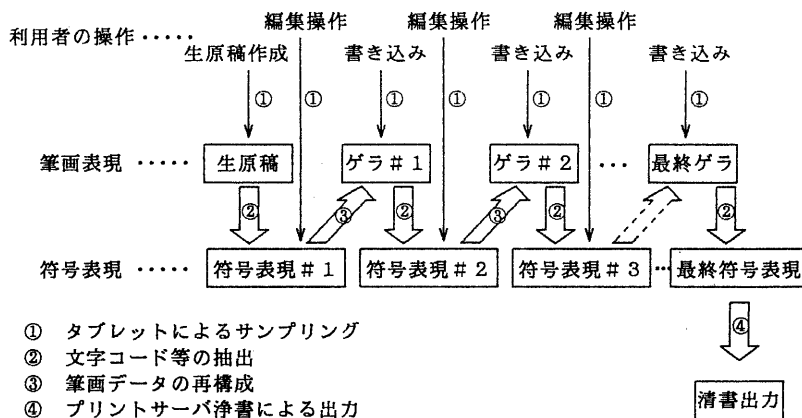 編集操作 編集操作 編集操作
利用者の操作・・・・・
生原稿作成 書き込み 書き込み 書き込み
① ① ① ① ① ① ①
筆画表現 ・・・・・ 生原稿 ゲラ#1 ゲラ#2 ・・・ 最終ゲラ
② ③ ② ③ ② ②
符号表現 ・・・・・ 符号表現#1 符号表現#2 符号表現#3 ・・・ 最終符号表現
① タブレットによるサンプリング
② 文字コード等の抽出
③ 筆画データの再構成
④ プリントサーバ浄書による出力
④
清書出力